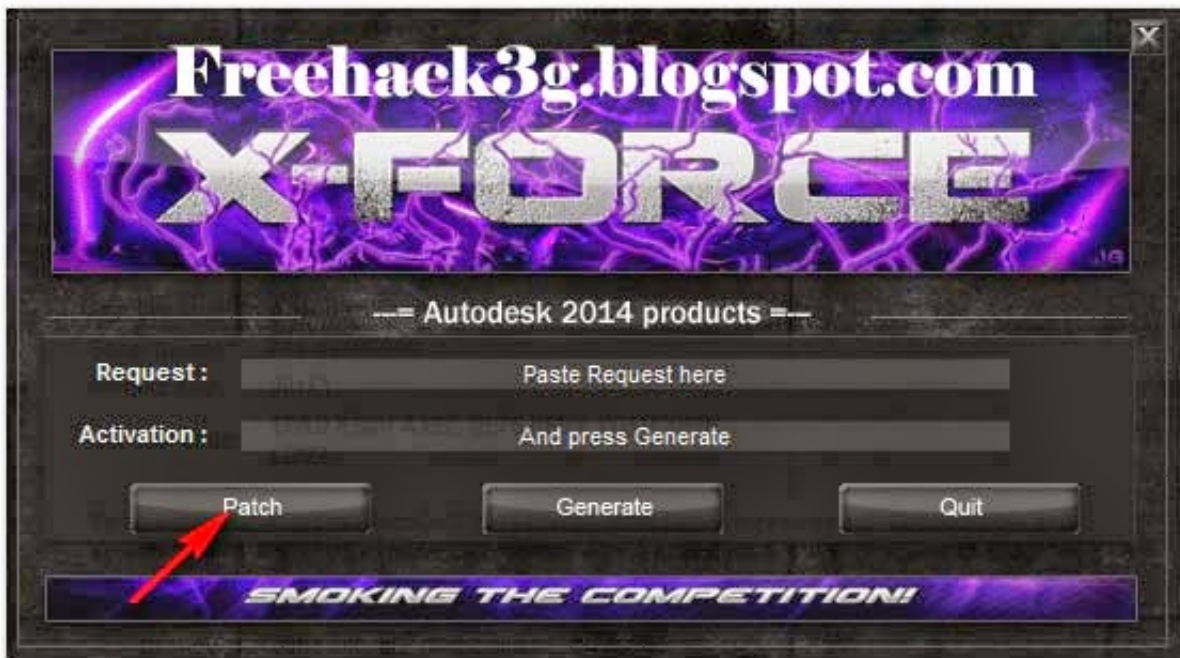 X
Freehack3g.blogspot.com
X-FORCE
---= Autodesk 2014 products =---
Request :
Paste Request here
Activation :
And press Generate
Patch
Generate
Quit
SMOKING THE COMPETITION!